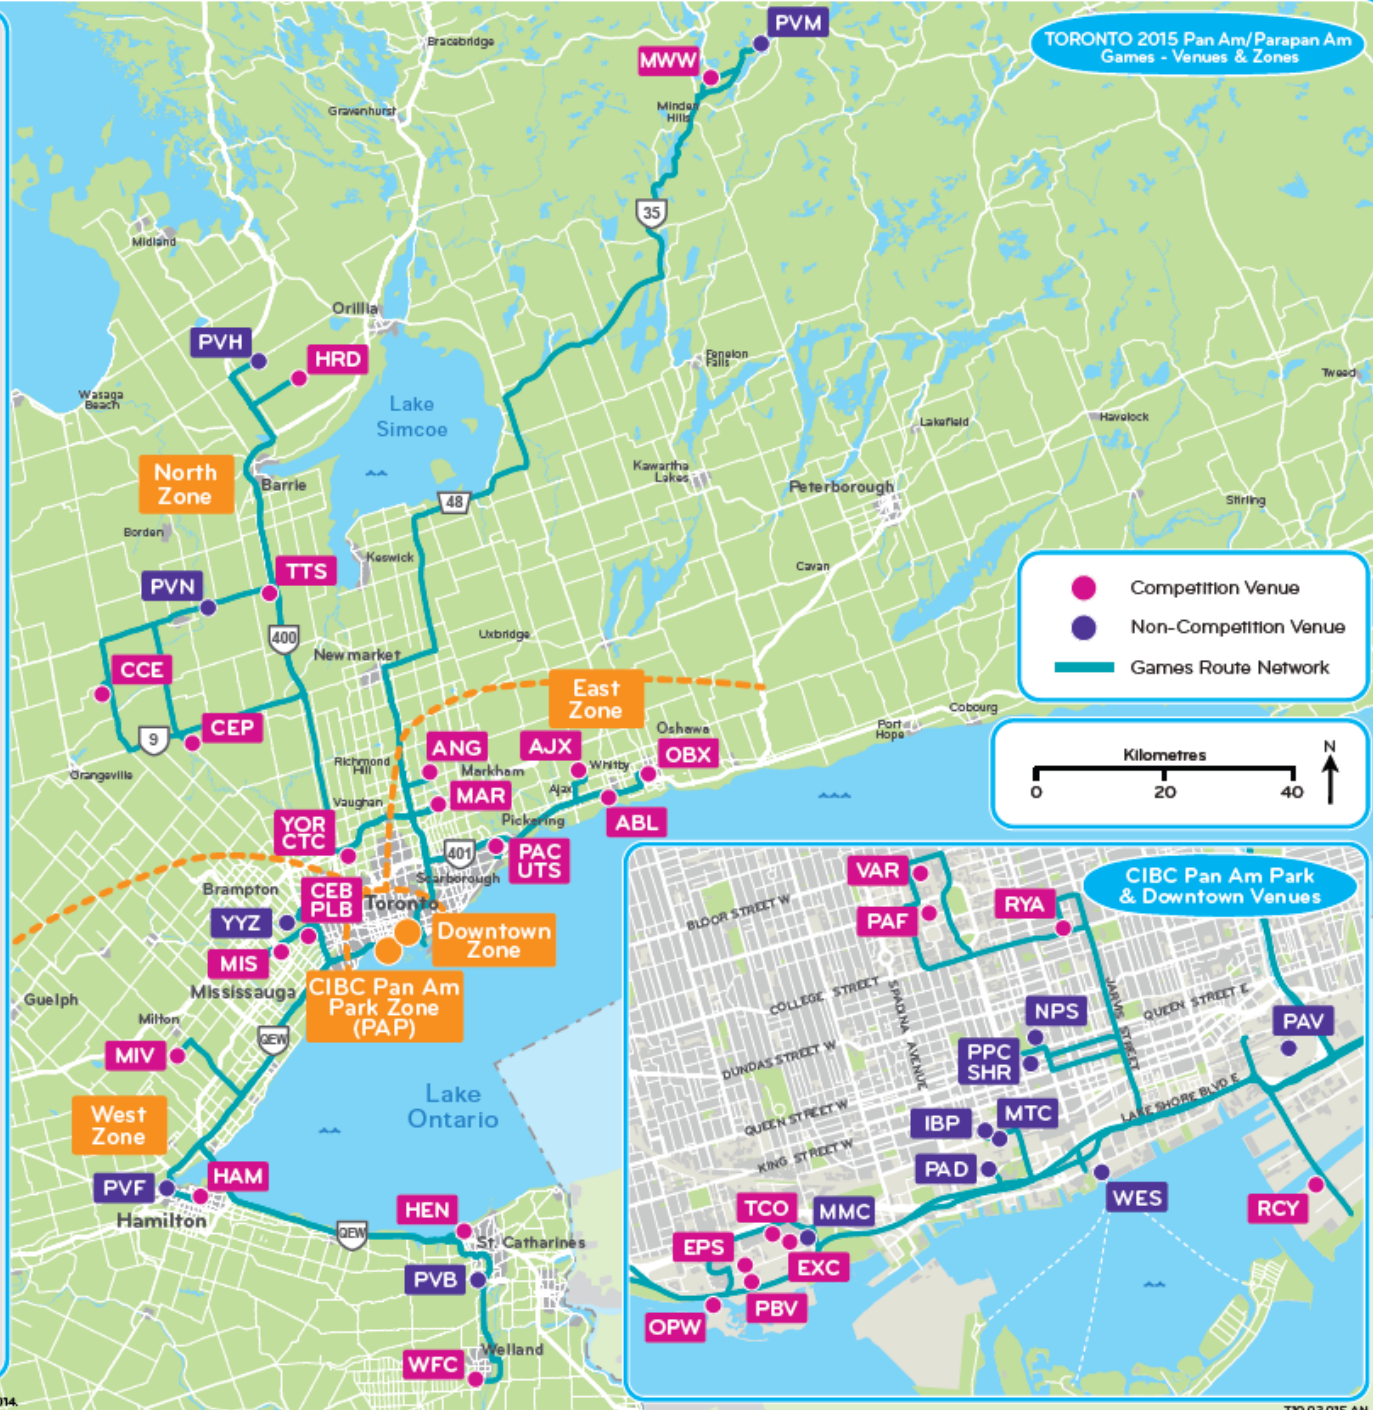 TORONTO 2015 Pan Am/Parapan Am
Games - Venues & Zones
PVM
MWW
Bracebridge
Gravenhurst
Minden
Hills
35
Midland
Orillia
PVH
HRD
Wasaga
Beach
Lake
Simcoe
Fenelon
Falls
Tweed
Lakefield
Havelock
North
Zone
Barrie
Kawartha
Lakes
Peterborough
Stirling
48
Borden
Keswick
Cavan
TTS
PVN
400
Newmarket
Uxbridge
Competition Venue
Non-Competition Venue
Games Route Network
CCE
CEP
9
Orangeville
East
Zone
Oshawa
Port
Hope
Cobourg
Kilometres
0
20
40
N
ANG
AJX
Whitby
OBX
Richmond
Hill
Markham
Ajax
MAR
Vaughan
Pickering
ABL
YOR
CTC
401
PAC
UTS
Scarborough
Brampton
CEB
PLB
Toronto
YYZ
MIS
Downtown
Zone
Mississauga
CIBC Pan Am
Park Zone
(PAP)
Guelph
Milton
QEW
MIV
West
Zone
Lake
Ontario
PVF
HAM
Hamilton
QEW
HEN
St. Catharines
PVB
Welland
WFC
CIBC Pan Am Park
& Downtown Venues
VAR
PAF
RYA
BLOOR STREET W
COLLEGE STREET
SPADINA AVENUE
JARVIS STREET
QUEEN STREET E
NPS
PAV
PPC
SHR
DUNDAS STREET W
LAKE SHORE BLVD E
QUEEN STREET W
IBP
MTC
KING STREET W
PAD
WES
RCY
TCO
MMC
EPS
EXC
PBV
OPW
014.